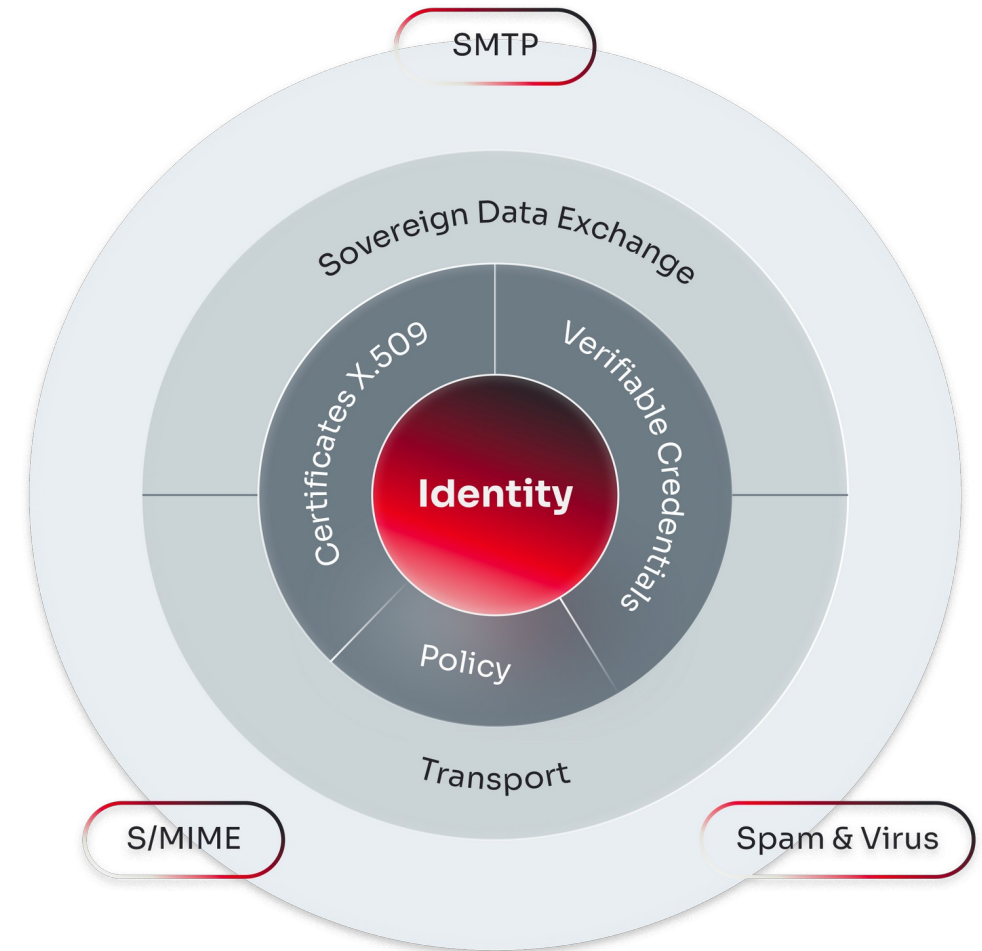 SMTP
Sovereign Data Exchange
Certificates X.509
Verifiable Credentials
Identity
Policy
Transport
S/MIME
Spam & Virus